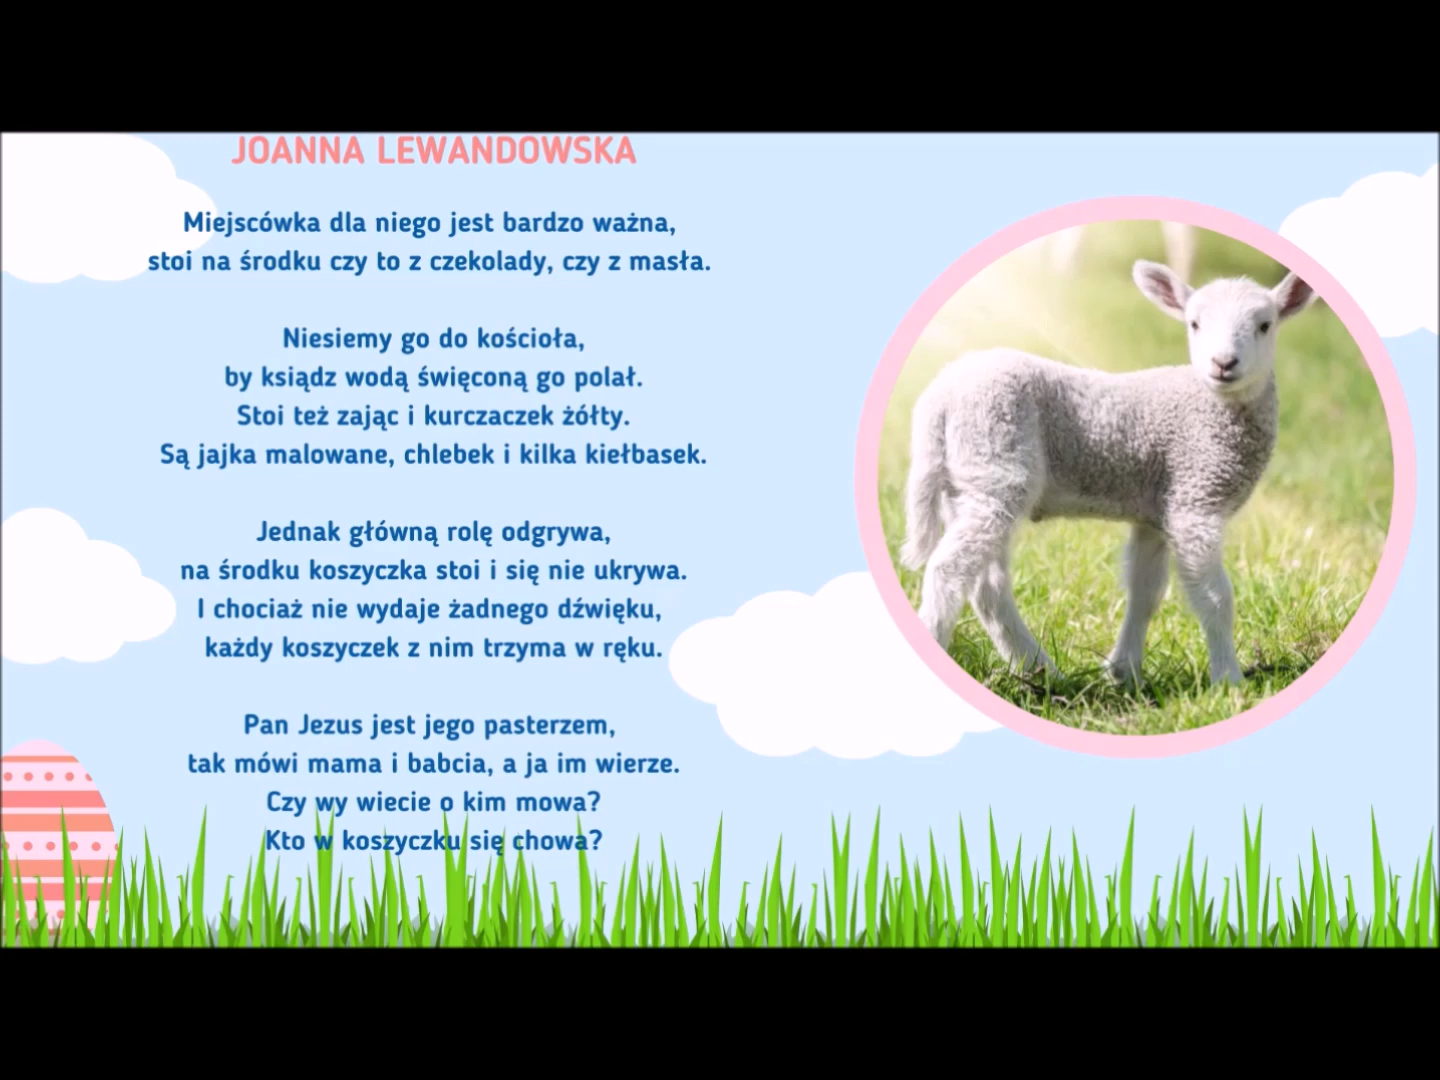 JOANNA LEWANDOWSKA
Miejscówka dla niego jest bardzo ważna,
stoi na środku czy to z czekolady, czy z masła.
Niesiemy go do kościoła,
by ksiądz wodą święconą go polał.
Stoi też zając i kurczaczek żółty.
Są jajka malowane, chlebek i kilka kiełbasek.
Jednak główną rolę odgrywa,
na środku koszyczka stoi i się nie ukrywa.
I chociaż nie wydaje żadnego dźwięku,
każdy koszyczek z nim trzyma w ręku.
Pan Jezus jest jego pasterzem,
tak mówi mama i babcia, a ja im wierze.
Czy wy wiecie o kim mowa?
Kto w koszyczku się chowa?